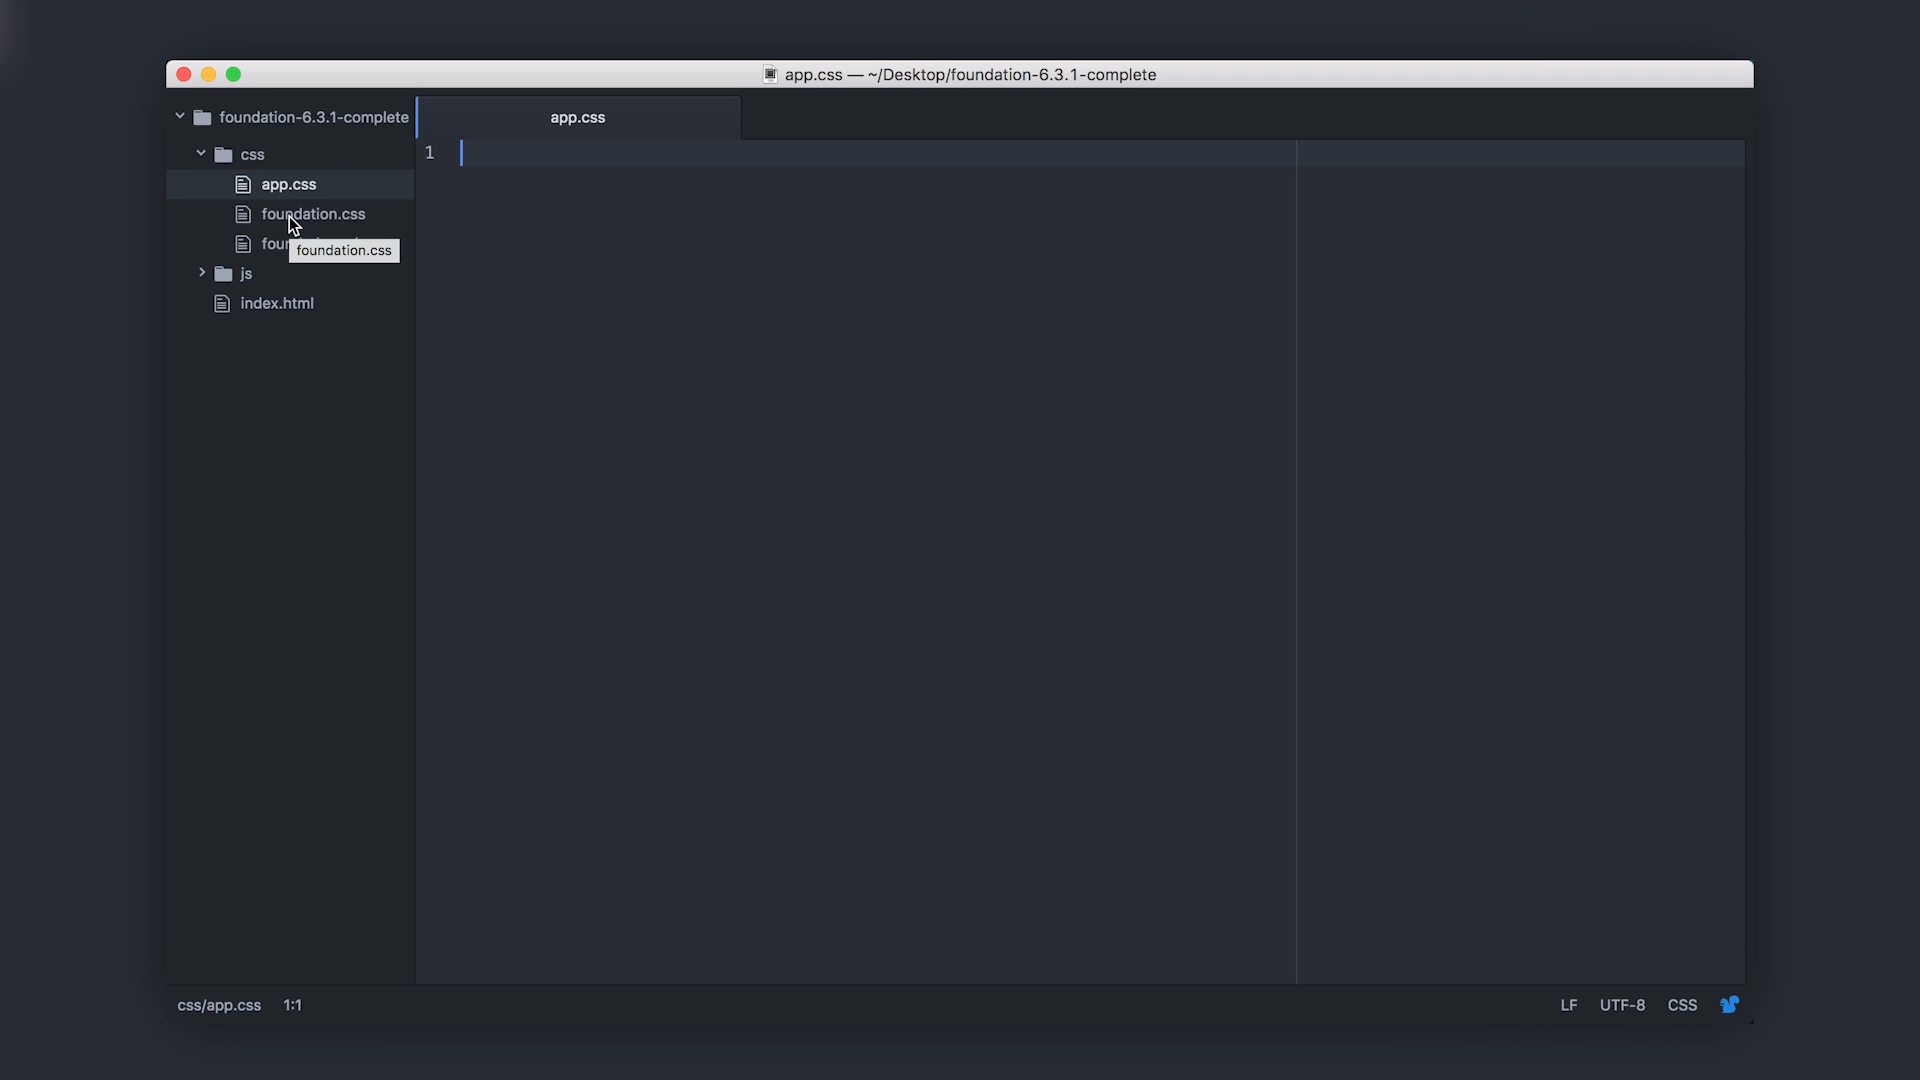 app.css — ~/Desktop/foundation-6.3.1-complete
foundation-6.3.1-complete
css
app.css
foundation.css
foundation.css
js
index.html
app.css
1
css/app.css 1:1
LF UTF-8 CSS